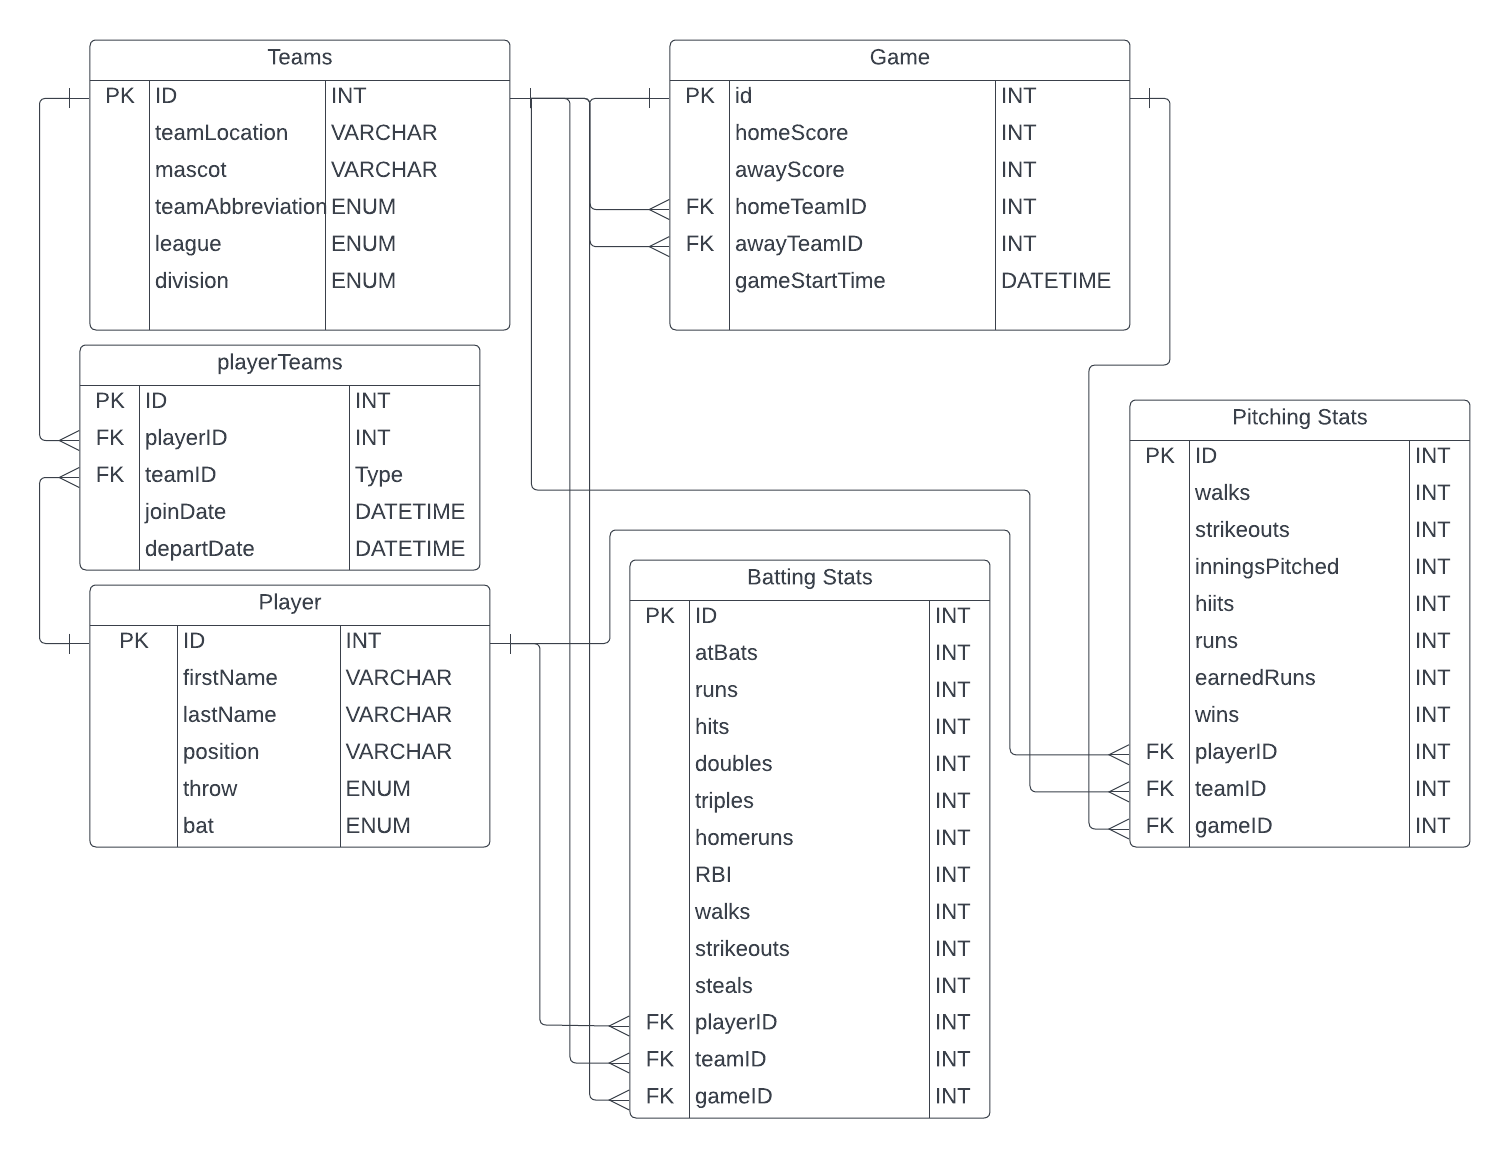 Teams
PK ID INT
teamLocation VARCHAR
mascot VARCHAR
teamAbbreviation ENUM
league ENUM
division ENUM
Game
PK id INT
homeScore INT
awayScore INT
FK homeTeamID INT
FK awayTeamID INT
gameStartTime DATETIME
playerTeams
PK ID INT
FK playerID INT
FK teamID Type
joinDate DATETIME
departDate DATETIME
Pitching Stats
PK ID INT
walks INT
strikeouts INT
inningsPitched INT
hiits INT
runs INT
earnedRuns INT
wins INT
FK playerID INT
FK teamID INT
FK gameID INT
Player
PK ID INT
firstName VARCHAR
lastName VARCHAR
position VARCHAR
throw ENUM
bat ENUM
Batting Stats
PK ID INT
atBats INT
runs INT
hits INT
doubles INT
triples INT
homeruns INT
RBI INT
walks INT
strikeouts INT
steals INT
FK playerID INT
FK teamID INT
FK gameID INT